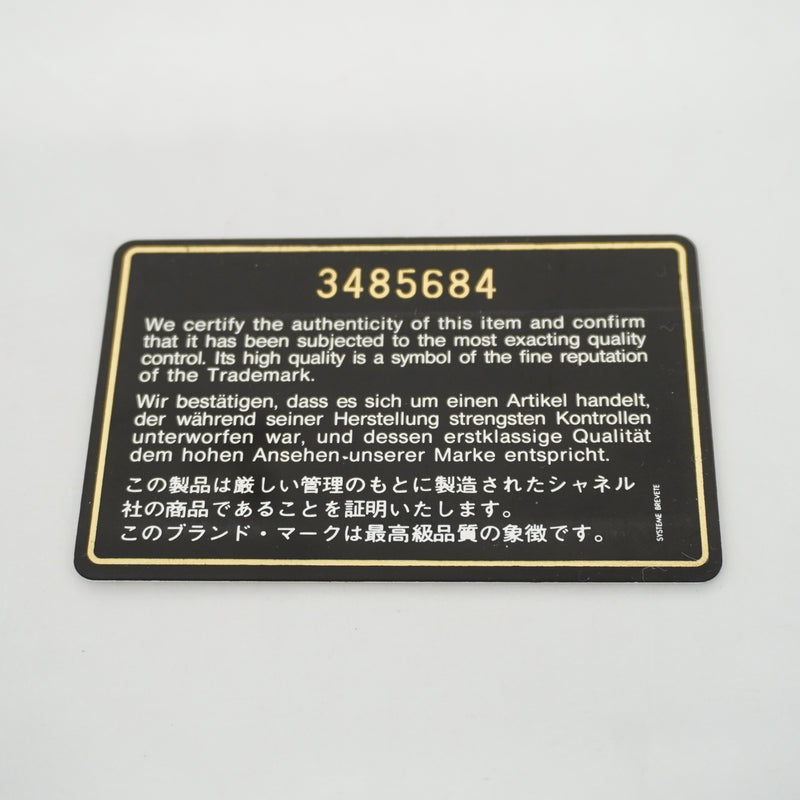 3485684
We certify the authenticity of this item and confirm
that it has been subjected to the most exacting quality
control. Its high quality is a symbol of the fine reputation
of the Trademark.
Wir bestätigen, dass es sich um einen Artikel handelt,
der während seiner Herstellung strengsten Kontrollen
unterworfen war, und dessen erstklassige Qualität
dem hohen Ansehen unserer Marke entspricht.
この製品は厳しい管理のもとに製造されたシャネル
社の商品であることを証明いたします。
このブランド・マークは最高級品質の象徴です。
SYSTEME BREVETE